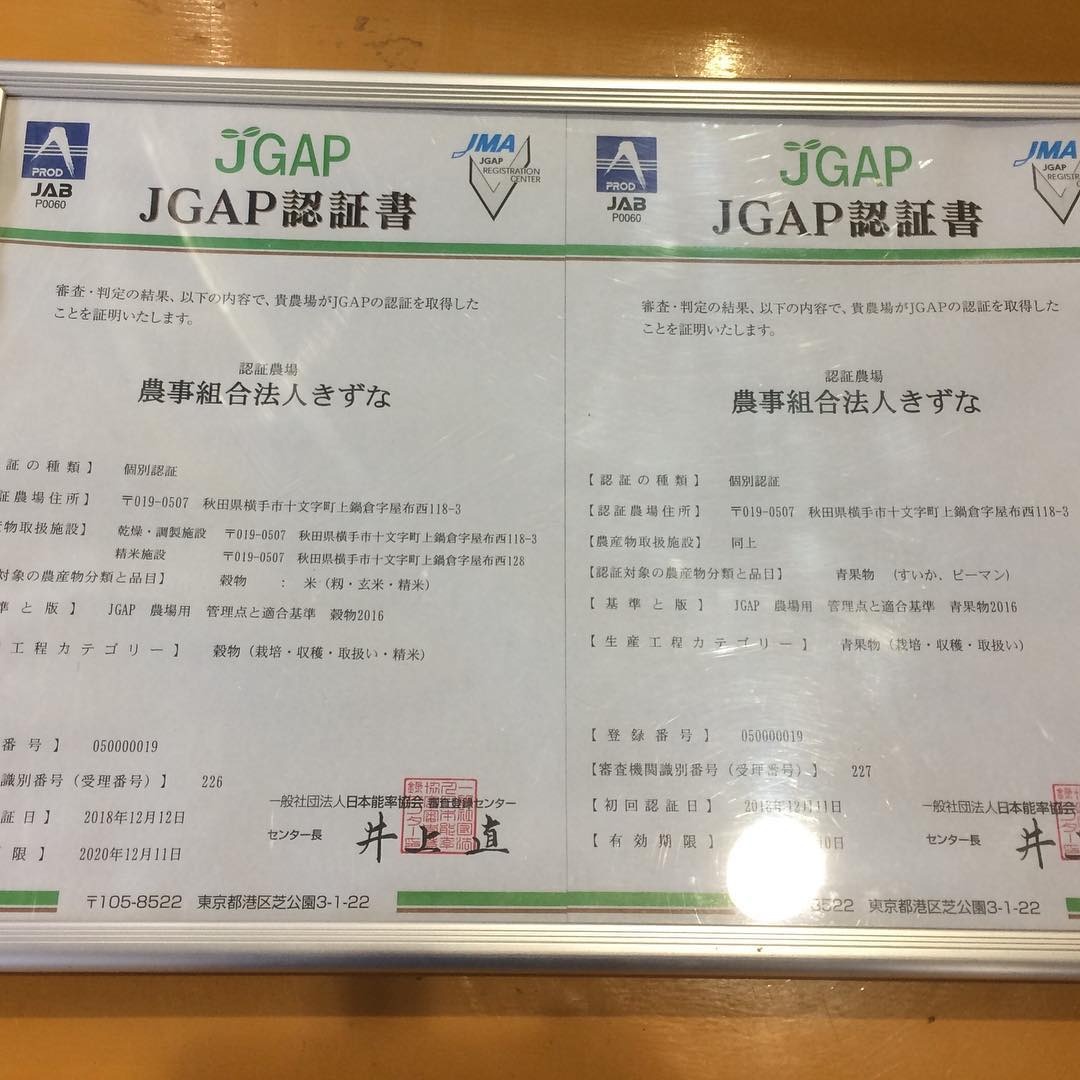 PROD
JAB
P0060
JGAP
JMA
JGAP
REGISTRATION
CENTER
JGAP認証書
審査・判定の結果、以下の内容で、貴農場がJGAPの認証を取得した
ことを証明いたします。
認証農場
農事組合法人きずな
証の種類】 個別認証
証農場住所】 〒019-0507 秋田県横手市十文字町上鍋倉字屋布西118-3
産物取扱施設】 乾燥・調製施設 〒019-0507 秋田県横手市十文字町上鍋倉字屋布西118-3
精米施設 〒019-0507 秋田県横手市十文字町上鍋倉字屋布西128
対象の農産物分類と品目】 穀物 : 米（籾・玄米・精米）
準と版】 JGAP 農場用 管理点と適合基準 穀物2016
工程カテゴリー】 穀物（栽培・収穫・取扱い・精米）
番号】 050000019
識別番号（受理番号）】 226
証日】 2018年12月12日
限】 2020年12月11日
一般社団法人日本能率協会 審査登録センター
センター長 井上 直
〒105-8522 東京都港区芝公園3-1-22
PROD
JAB
P0060
JGAP
JMA
JGAP
REGISTR
CEN
JGAP認証書
審査・判定の結果、以下の内容で、貴農場がJGAPの認証を取得した
ことを証明いたします。
認証農場
農事組合法人きずな
【認証の種類】 個別認証
【認証農場住所】 〒019-0507 秋田県横手市十文字町上鍋倉字屋布西118-3
【農産物取扱施設】 同上
【認証対象の農産物分類と品目】 青果物 （すいか、ピーマン）
【基準と版】 JGAP 農場用 管理点と適合基準 青果物2016
【生産工程カテゴリー】 青果物（栽培・収穫・取扱い）
【登録番号】 050000019
【審査機関識別番号（受理番号）】 227
【初回認証日】 2018年12月11日
【有効期限】 0日
一般社団法人日本能率協会
センター長 井
8522 東京都港区芝公園3-1-22